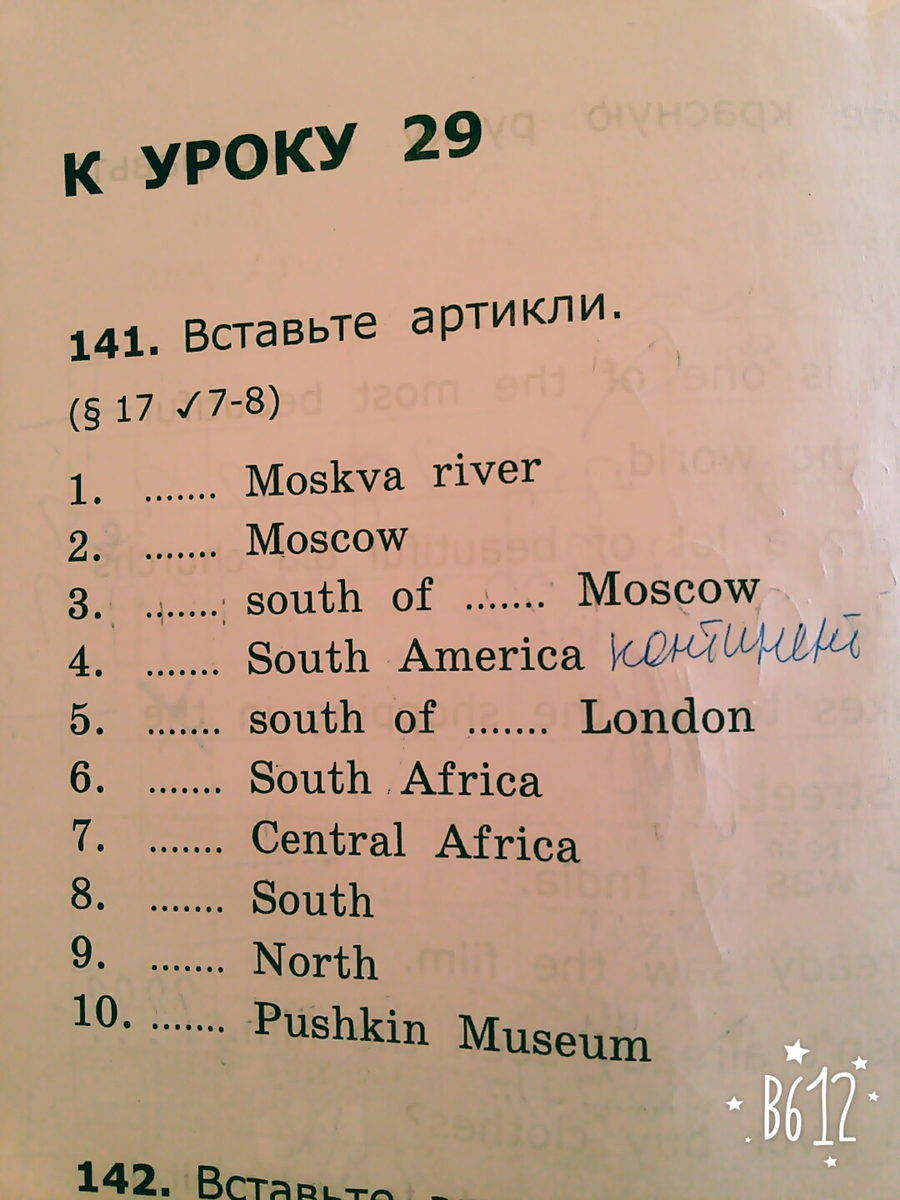 К УРОКУ 29
141. Вставьте артикли.
(§ 17 ✓7-8)
1. ....... Moskva river
2. ....... Moscow
3. ....... south of ....... Moscow
4. ....... South America континент
5. ....... south of ....... London
6. ....... South Africa
7. ....... Central Africa
8. ....... South
9. ....... North
10. ....... Pushkin Museum
B612
142. Вставьте